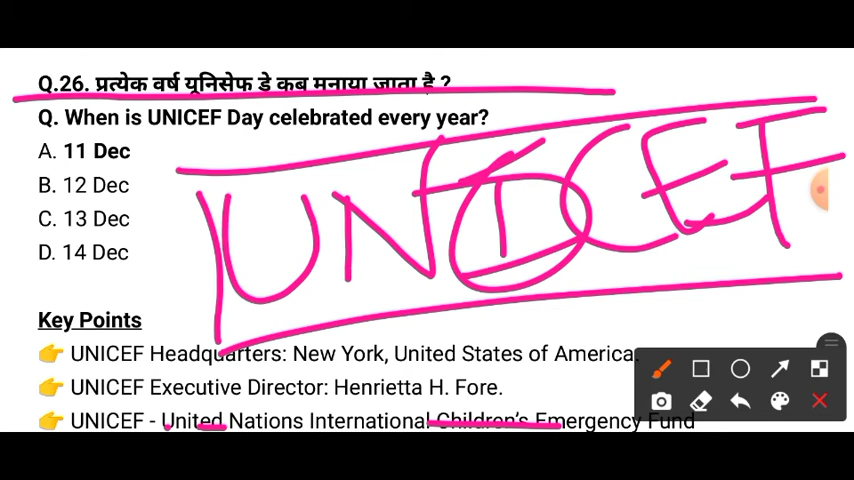 Q.26. प्रत्येक वर्ष यूनिसेफ डे कब मनाया जाता है ?
Q. When is UNICEF Day celebrated every year?
A. 11 Dec
B. 12 Dec
C. 13 Dec
D. 14 Dec
UNICEF
Key Points
👉 UNICEF Headquarters: New York, United States of America.
👉 UNICEF Executive Director: Henrietta H. Fore.
👉 UNICEF - United Nations International Children's Emergency Fund